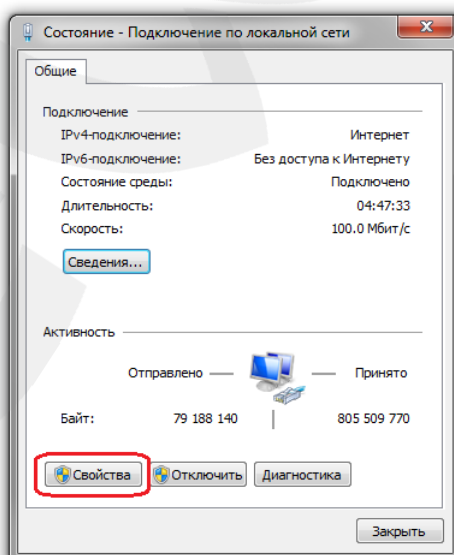 Состояние - Подключение по локальной сети
Общие
Подключение
IPv4-подключение: Интернет
IPv6-подключение: Без доступа к Интернету
Состояние среды: Подключено
Длительность: 04:47:33
Скорость: 100.0 Мбит/с
Сведения...
Активность
Отправлено — — Принято
Байт: 79 188 140 | 805 509 770
Свойства Отключить Диагностика
Закрыть